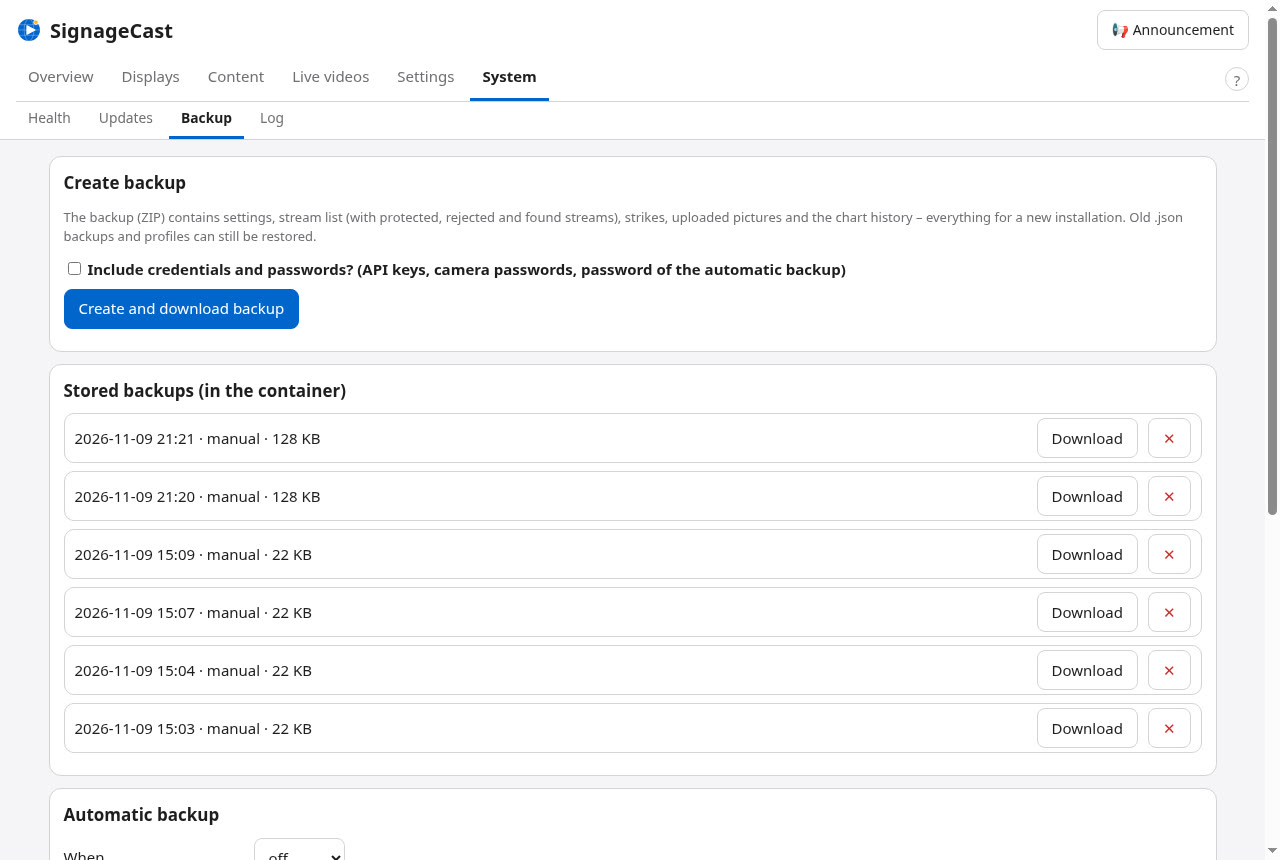 SignageCast
📢 Announcement
Overview
Displays
Content
Live videos
Settings
System
?
Health
Updates
Backup
Log
Create backup
The backup (ZIP) contains settings, stream list (with protected, rejected and found streams), strikes, uploaded pictures and the chart history – everything for a new installation. Old .json
backups and profiles can still be restored.
Include credentials and passwords? (API keys, camera passwords, password of the automatic backup)
Create and download backup
Stored backups (in the container)
2026-11-09 21:21 · manual · 128 KB
Download
✕
2026-11-09 21:20 · manual · 128 KB
Download
✕
2026-11-09 15:09 · manual · 22 KB
Download
✕
2026-11-09 15:07 · manual · 22 KB
Download
✕
2026-11-09 15:04 · manual · 22 KB
Download
✕
2026-11-09 15:03 · manual · 22 KB
Download
✕
Automatic backup
When
off